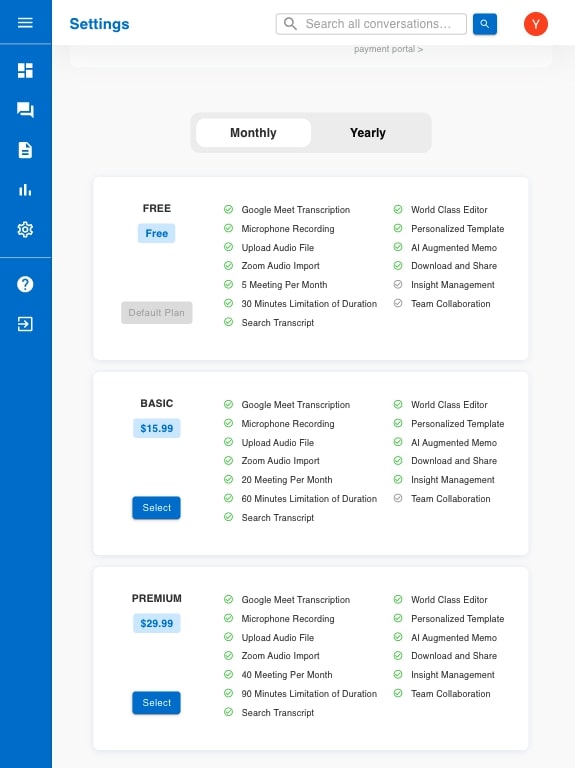 Settings
Search all conversations...
Y
payment portal >
Monthly
Yearly
FREE
Free
Default Plan
Google Meet Transcription
Microphone Recording
Upload Audio File
Zoom Audio Import
5 Meeting Per Month
30 Minutes Limitation of Duration
Search Transcript
World Class Editor
Personalized Template
AI Augmented Memo
Download and Share
Insight Management
Team Collaboration
BASIC
$15.99
Select
Google Meet Transcription
Microphone Recording
Upload Audio File
Zoom Audio Import
20 Meeting Per Month
60 Minutes Limitation of Duration
Search Transcript
World Class Editor
Personalized Template
AI Augmented Memo
Download and Share
Insight Management
Team Collaboration
PREMIUM
$29.99
Select
Google Meet Transcription
Microphone Recording
Upload Audio File
Zoom Audio Import
40 Meeting Per Month
90 Minutes Limitation of Duration
Search Transcript
World Class Editor
Personalized Template
AI Augmented Memo
Download and Share
Insight Management
Team Collaboration